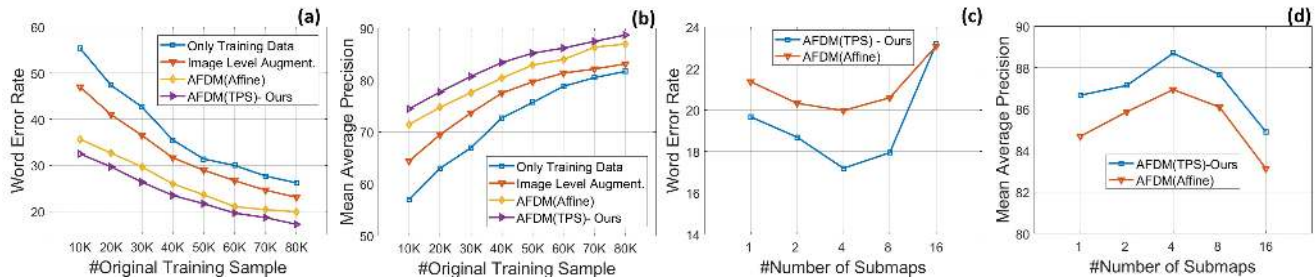 (a)
60
50
40
30
20
Word Error Rate
Only Training Data
Image Level Augment.
AFDM(Affine)
AFDM(TPS)- Ours
10K 20K 30K 40K 50K 60K 70K 80K
#Original Training Sample
(b)
90
80
70
60
50
Mean Average Precision
Only Training Data
Image Level Augment.
AFDM(Affine)
AFDM(TPS)- Ours
10K 20K 30K 40K 50K 60K 70K 80K
#Original Training Sample
(c)
24
22
20
18
16
14
Word Error Rate
AFDM(TPS) - Ours
AFDM(Affine)
1 2 4 8 16
#Number of Submaps
(d)
90
88
86
84
82
80
Mean Average Precision
AFDM(TPS)-Ours
AFDM(Affine)
1 2 4 8 16
#Number of Submaps